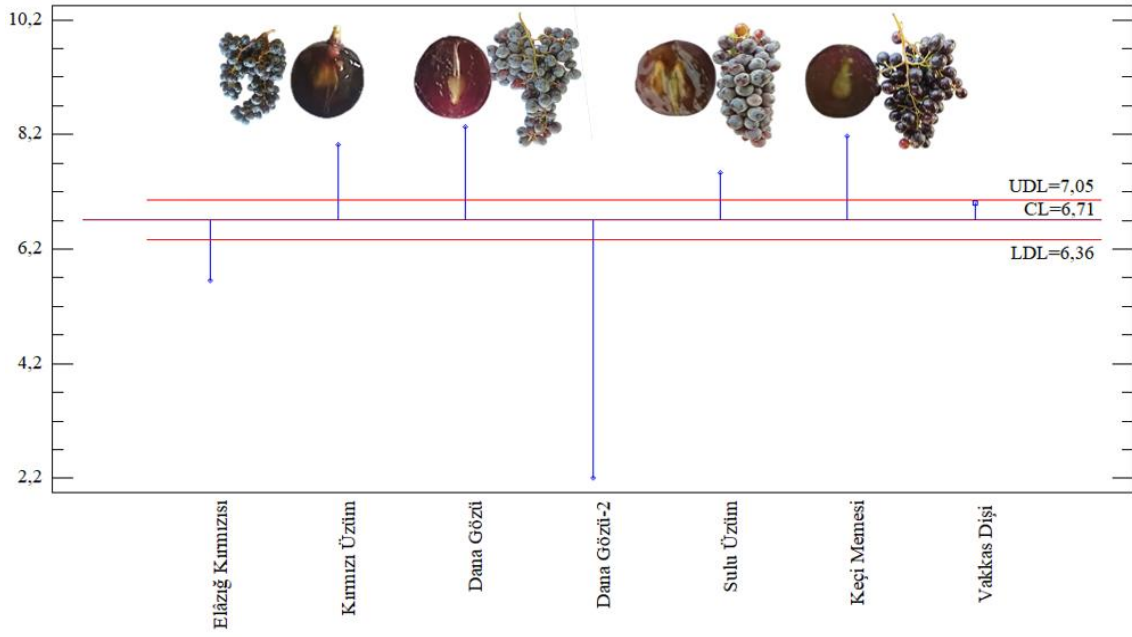 10,2
8,2
6,2
4,2
2,2
UDL=7,05
CL=6,71
LDL=6,36
Elâzığ Kırmızısı
Kırmızı Üzüm
Dana Gözü
Dana Gözü-2
Sulu Üzüm
Keçi Memesi
Vakkas Dişi